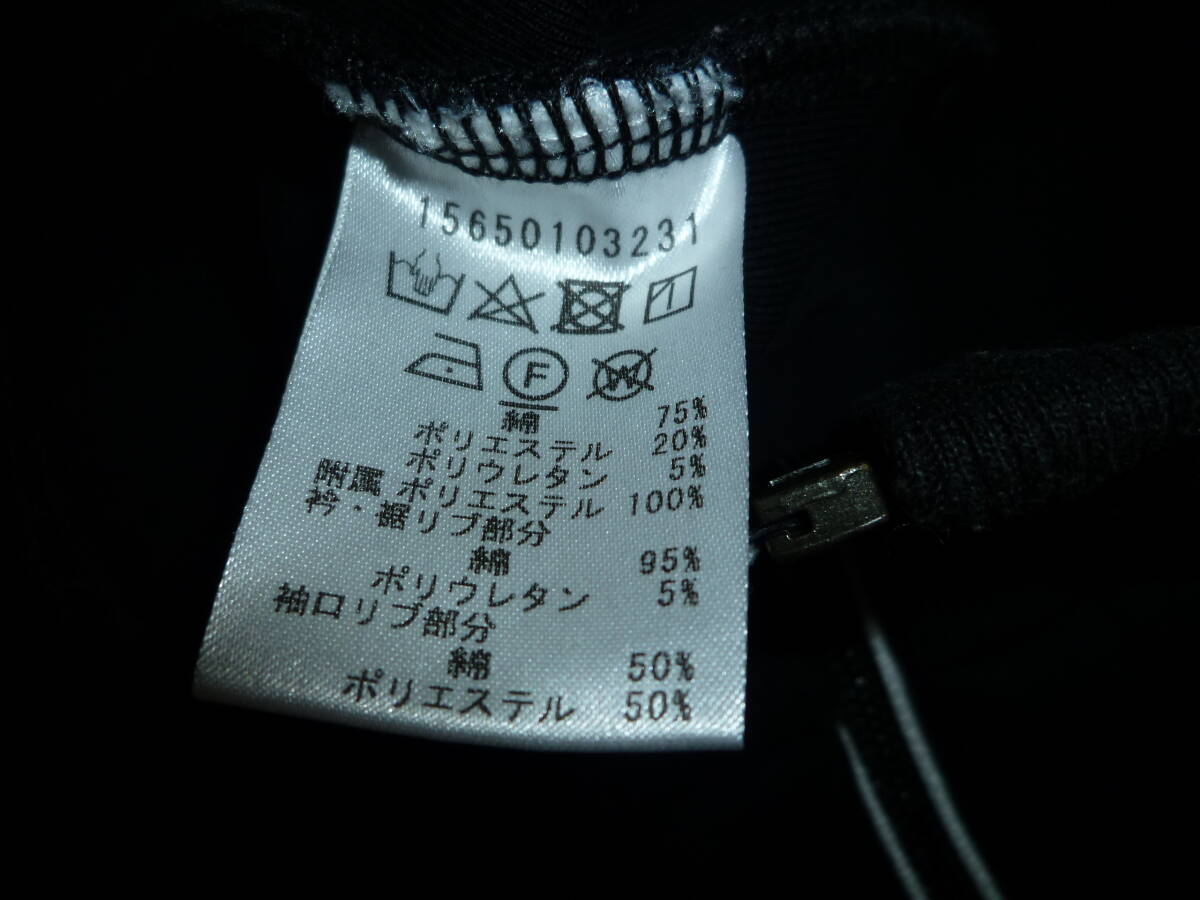 15650103231
F W
綿 75%
ポリエステル 20%
ポリウレタン 5%
附属 ポリエステル 100%
衿・裾リブ部分
綿 95%
ポリウレタン 5%
袖口リブ部分
綿 50%
ポリエステル 50%